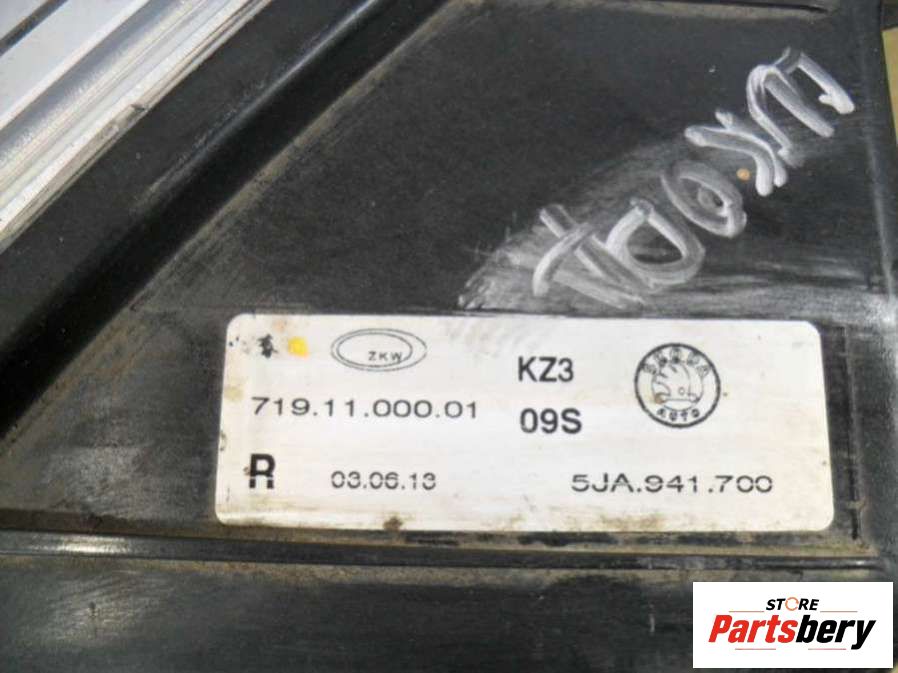 ZKW
KZ3
SKODA
AUTO
719.11.000.01
09S
R
03.06.13
5JA.941.700
STORE
Partsbery